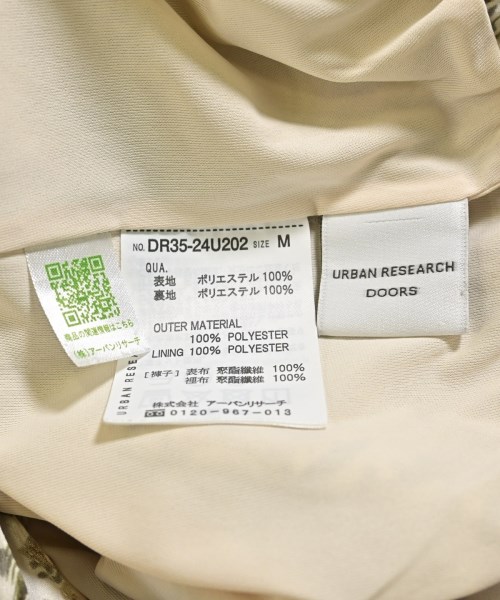 NO. DR35-24U202 SIZE M
QUA.
表地 ポリエステル 100%
裏地 ポリエステル 100%
OUTER MATERIAL
100% POLYESTER
LINING 100% POLYESTER
[褲子] 表布 聚酯纖維 100%
裡布 聚酯纖維 100%
株式会社 アーバンリサーチ
0120-967-013
URBAN RESEARCH
商品の関連情報はこちら
(株)アーバンリサーチ
URBAN RESEARCH
DOORS